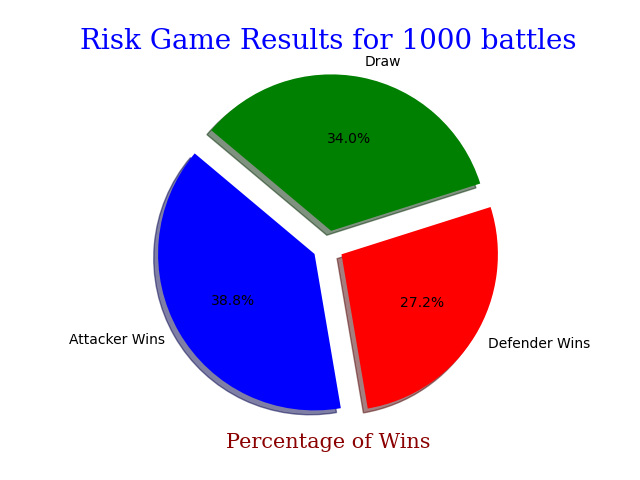 Risk Game Results for 1000 battles
Draw
34.0%
38.8%
27.2%
Attacker Wins
Defender Wins
Percentage of Wins